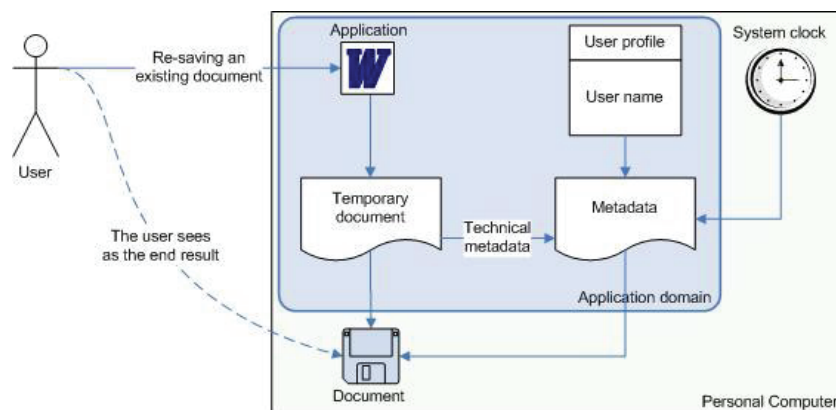 Application
User profile
System clock
Re-saving an
existing document
W
User name
User
Temporary
document
Metadata
Technical
metadata
The user sees
as the end result
Application domain
Document
Personal Computer